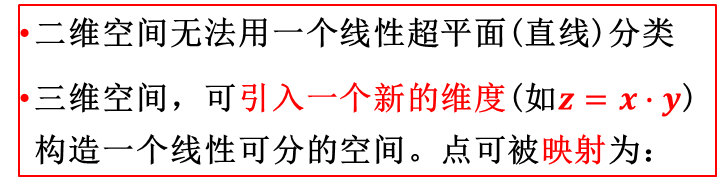 •二维空间无法用一个线性超平面(直线)分类
•三维空间，可引入一个新的维度(如z = x · y)
构造一个线性可分的空间。点可被映射为：